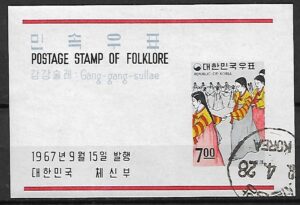 민속우표
POSTAGE STAMP OF FOLKLORE
강강술래: Gang-gang-sullae
대한민국우표
REPUBLIC OF KOREA
7.00
1967년 9월 15일 발행
대한민국 체신부
28
.4.
KOREA